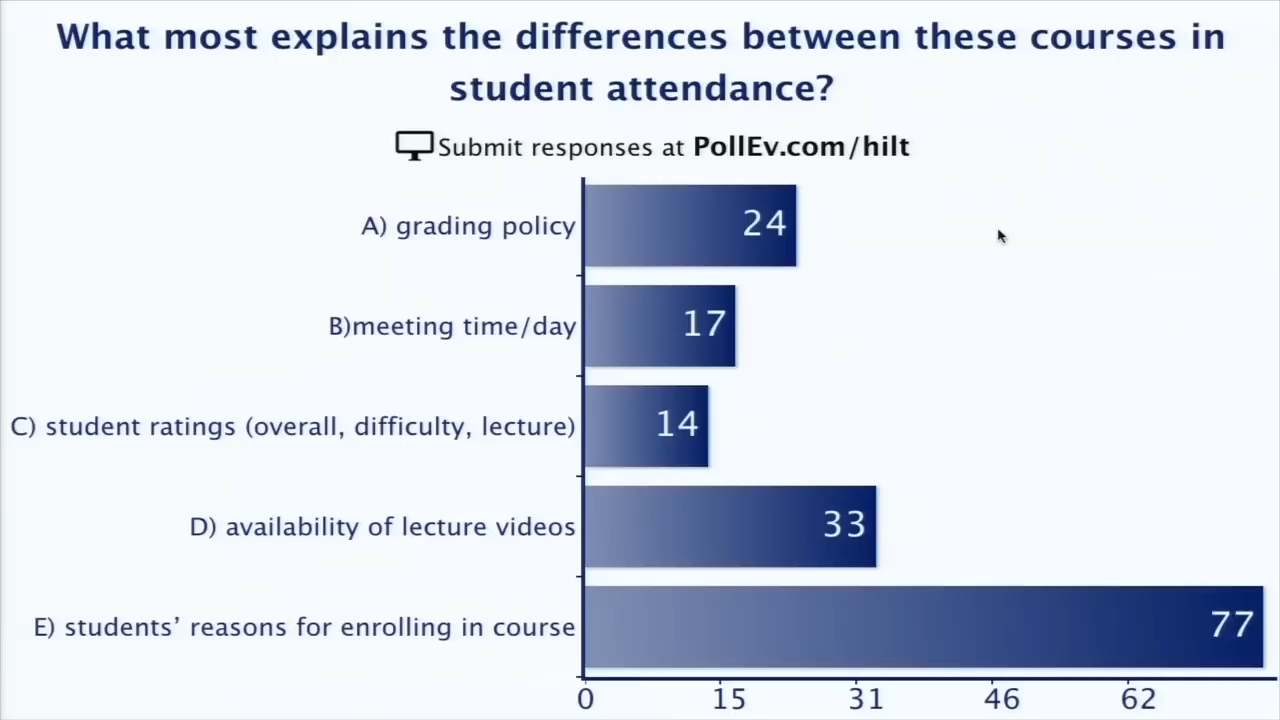 What most explains the differences between these courses in
student attendance?
Submit responses at PollEv.com/hilt
A) grading policy
24
B)meeting time/day
17
C) student ratings (overall, difficulty, lecture)
14
D) availability of lecture videos
33
E) students’ reasons for enrolling in course
77
0 15 31 46 62